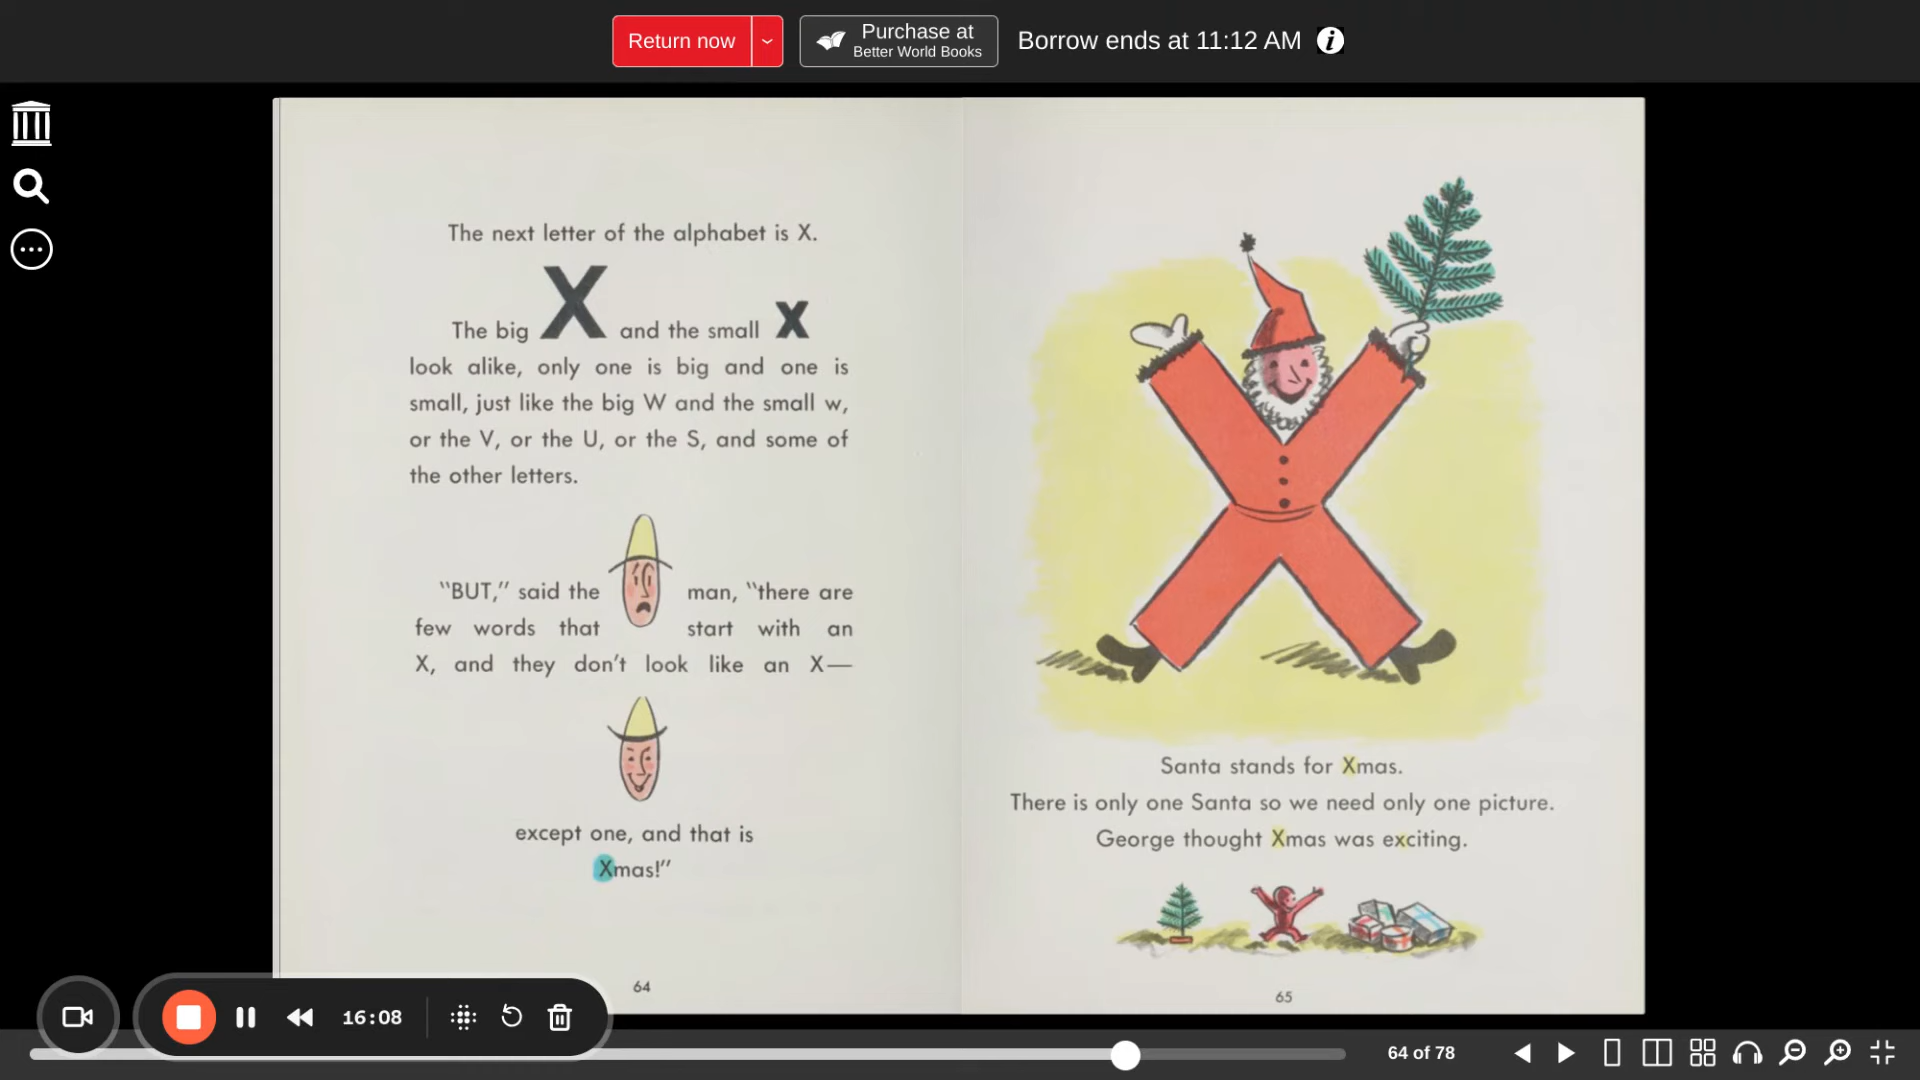 Return now
Purchase at
Better World Books
Borrow ends at 11:12 AM
The next letter of the alphabet is X.
The big X and the small x
look alike, only one is big and one is
small, just like the big W and the small w,
or the V, or the U, or the S, and some of
the other letters.
"BUT," said the man, "there are
few words that start with an
X, and they don't look like an X—
except one, and that is
Xmas!"
64
Santa stands for Xmas.
There is only one Santa so we need only one picture.
George thought Xmas was exciting.
65
16:08
64 of 78